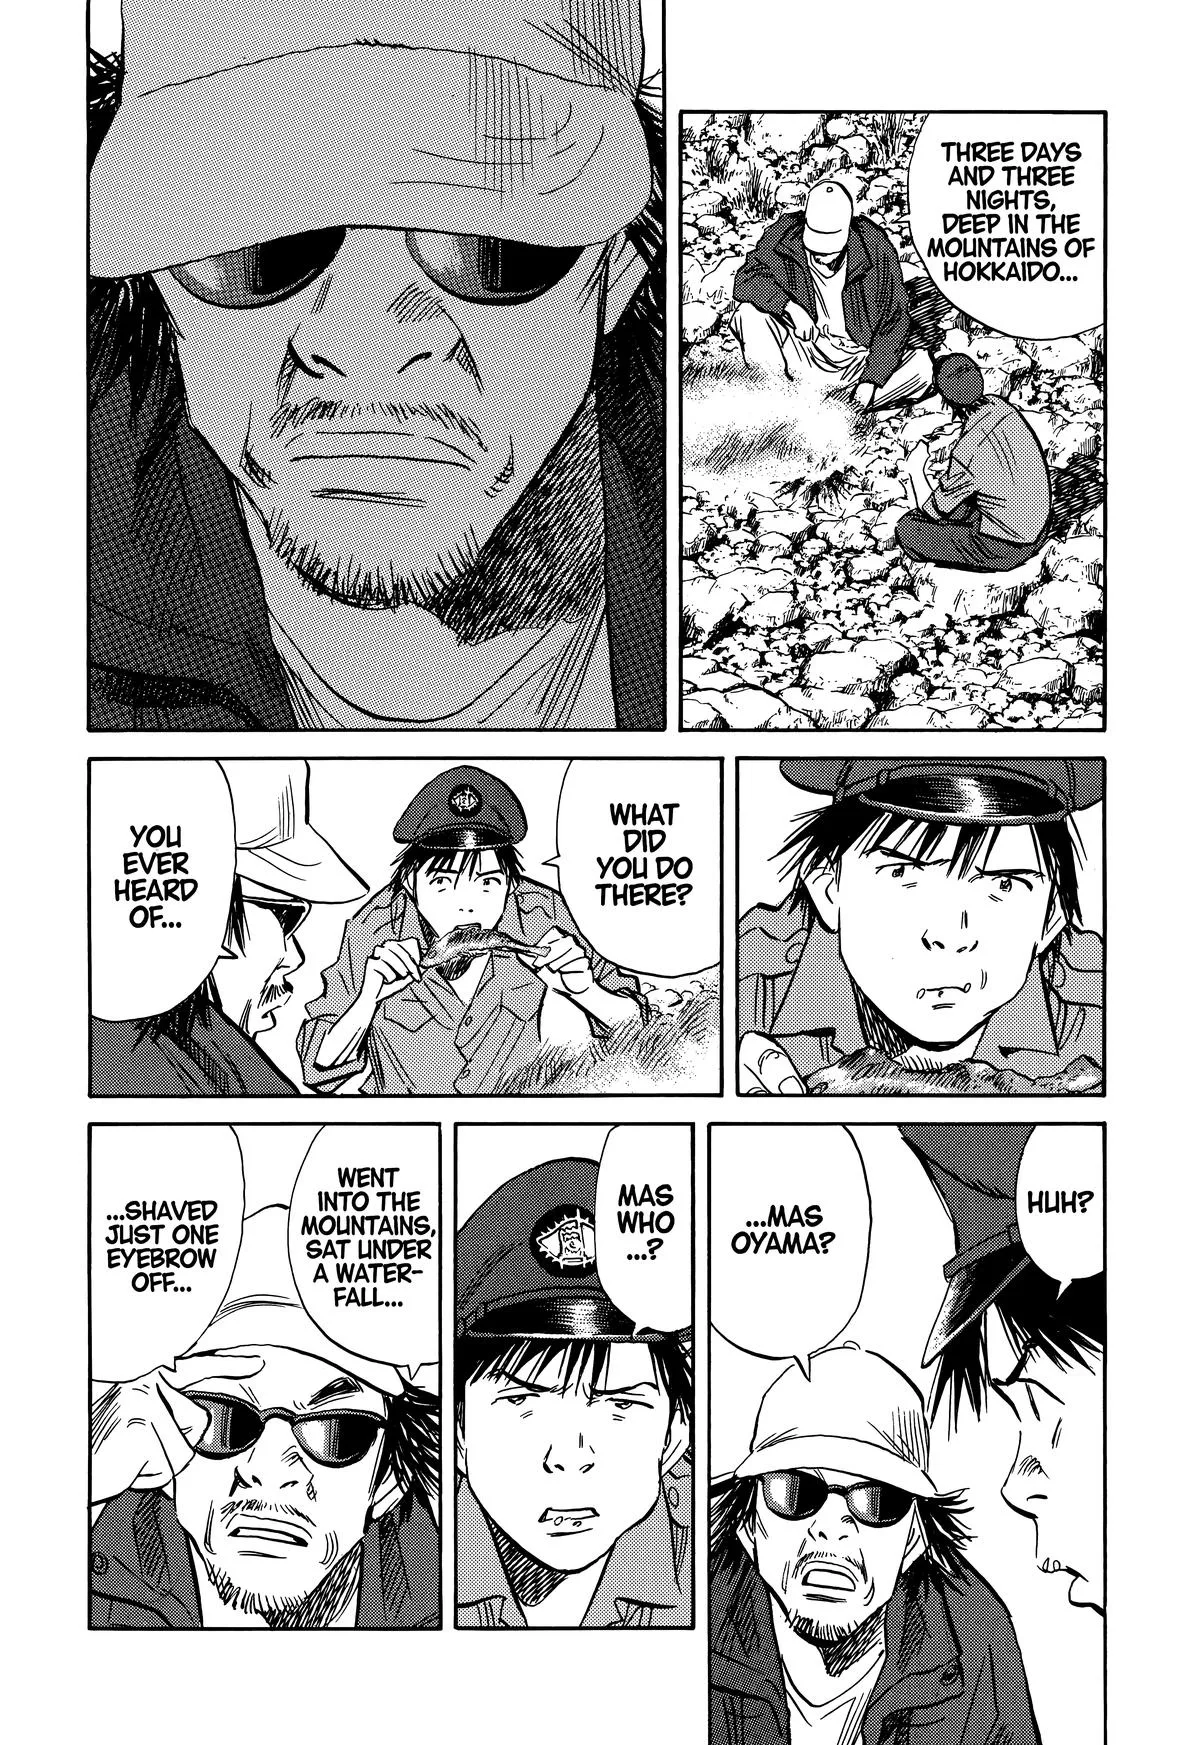 THREE DAYS
AND THREE
NIGHTS,
DEEP IN THE
MOUNTAINS OF
HOKKAIDO...
WHAT
DID
YOU DO
THERE?
YOU
EVER
HEARD
OF...
HUH?
...MAS
OYAMA?
MAS
WHO
...?
WENT
INTO THE
MOUNTAINS,
SAT UNDER
A WATER-
FALL...
...SHAVED
JUST ONE
EYEBROW
OFF...